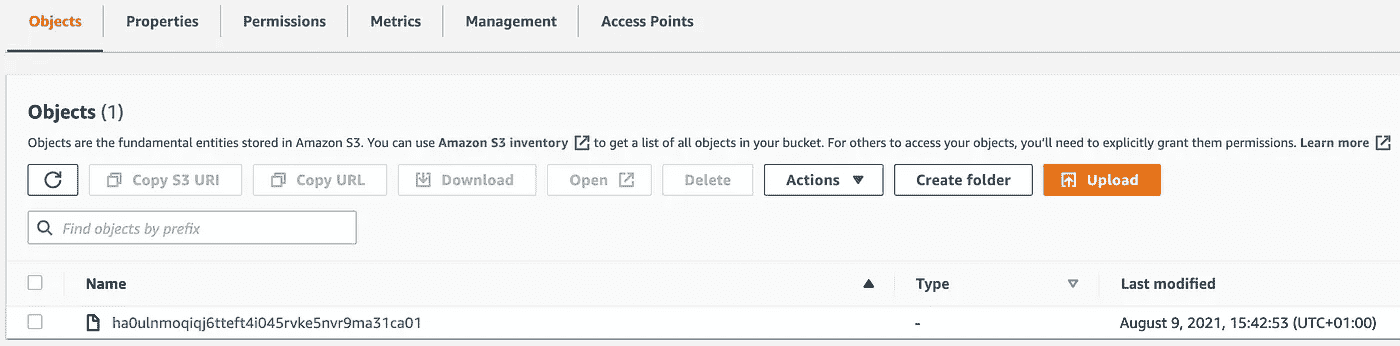 Objects Properties Permissions Metrics Management Access Points
Objects (1)
Objects are the fundamental entities stored in Amazon S3. You can use Amazon S3 inventory to get a list of all objects in your bucket. For others to access your objects, you'll need to explicitly grant them permissions. Learn more
Copy S3 URI Copy URL Download Open Delete Actions Create folder Upload
Find objects by prefix
Name Type Last modified
ha0ulnmoqiqj6tteft4i045rvke5nvr9ma31ca01 - August 9, 2021, 15:42:53 (UTC+01:00)